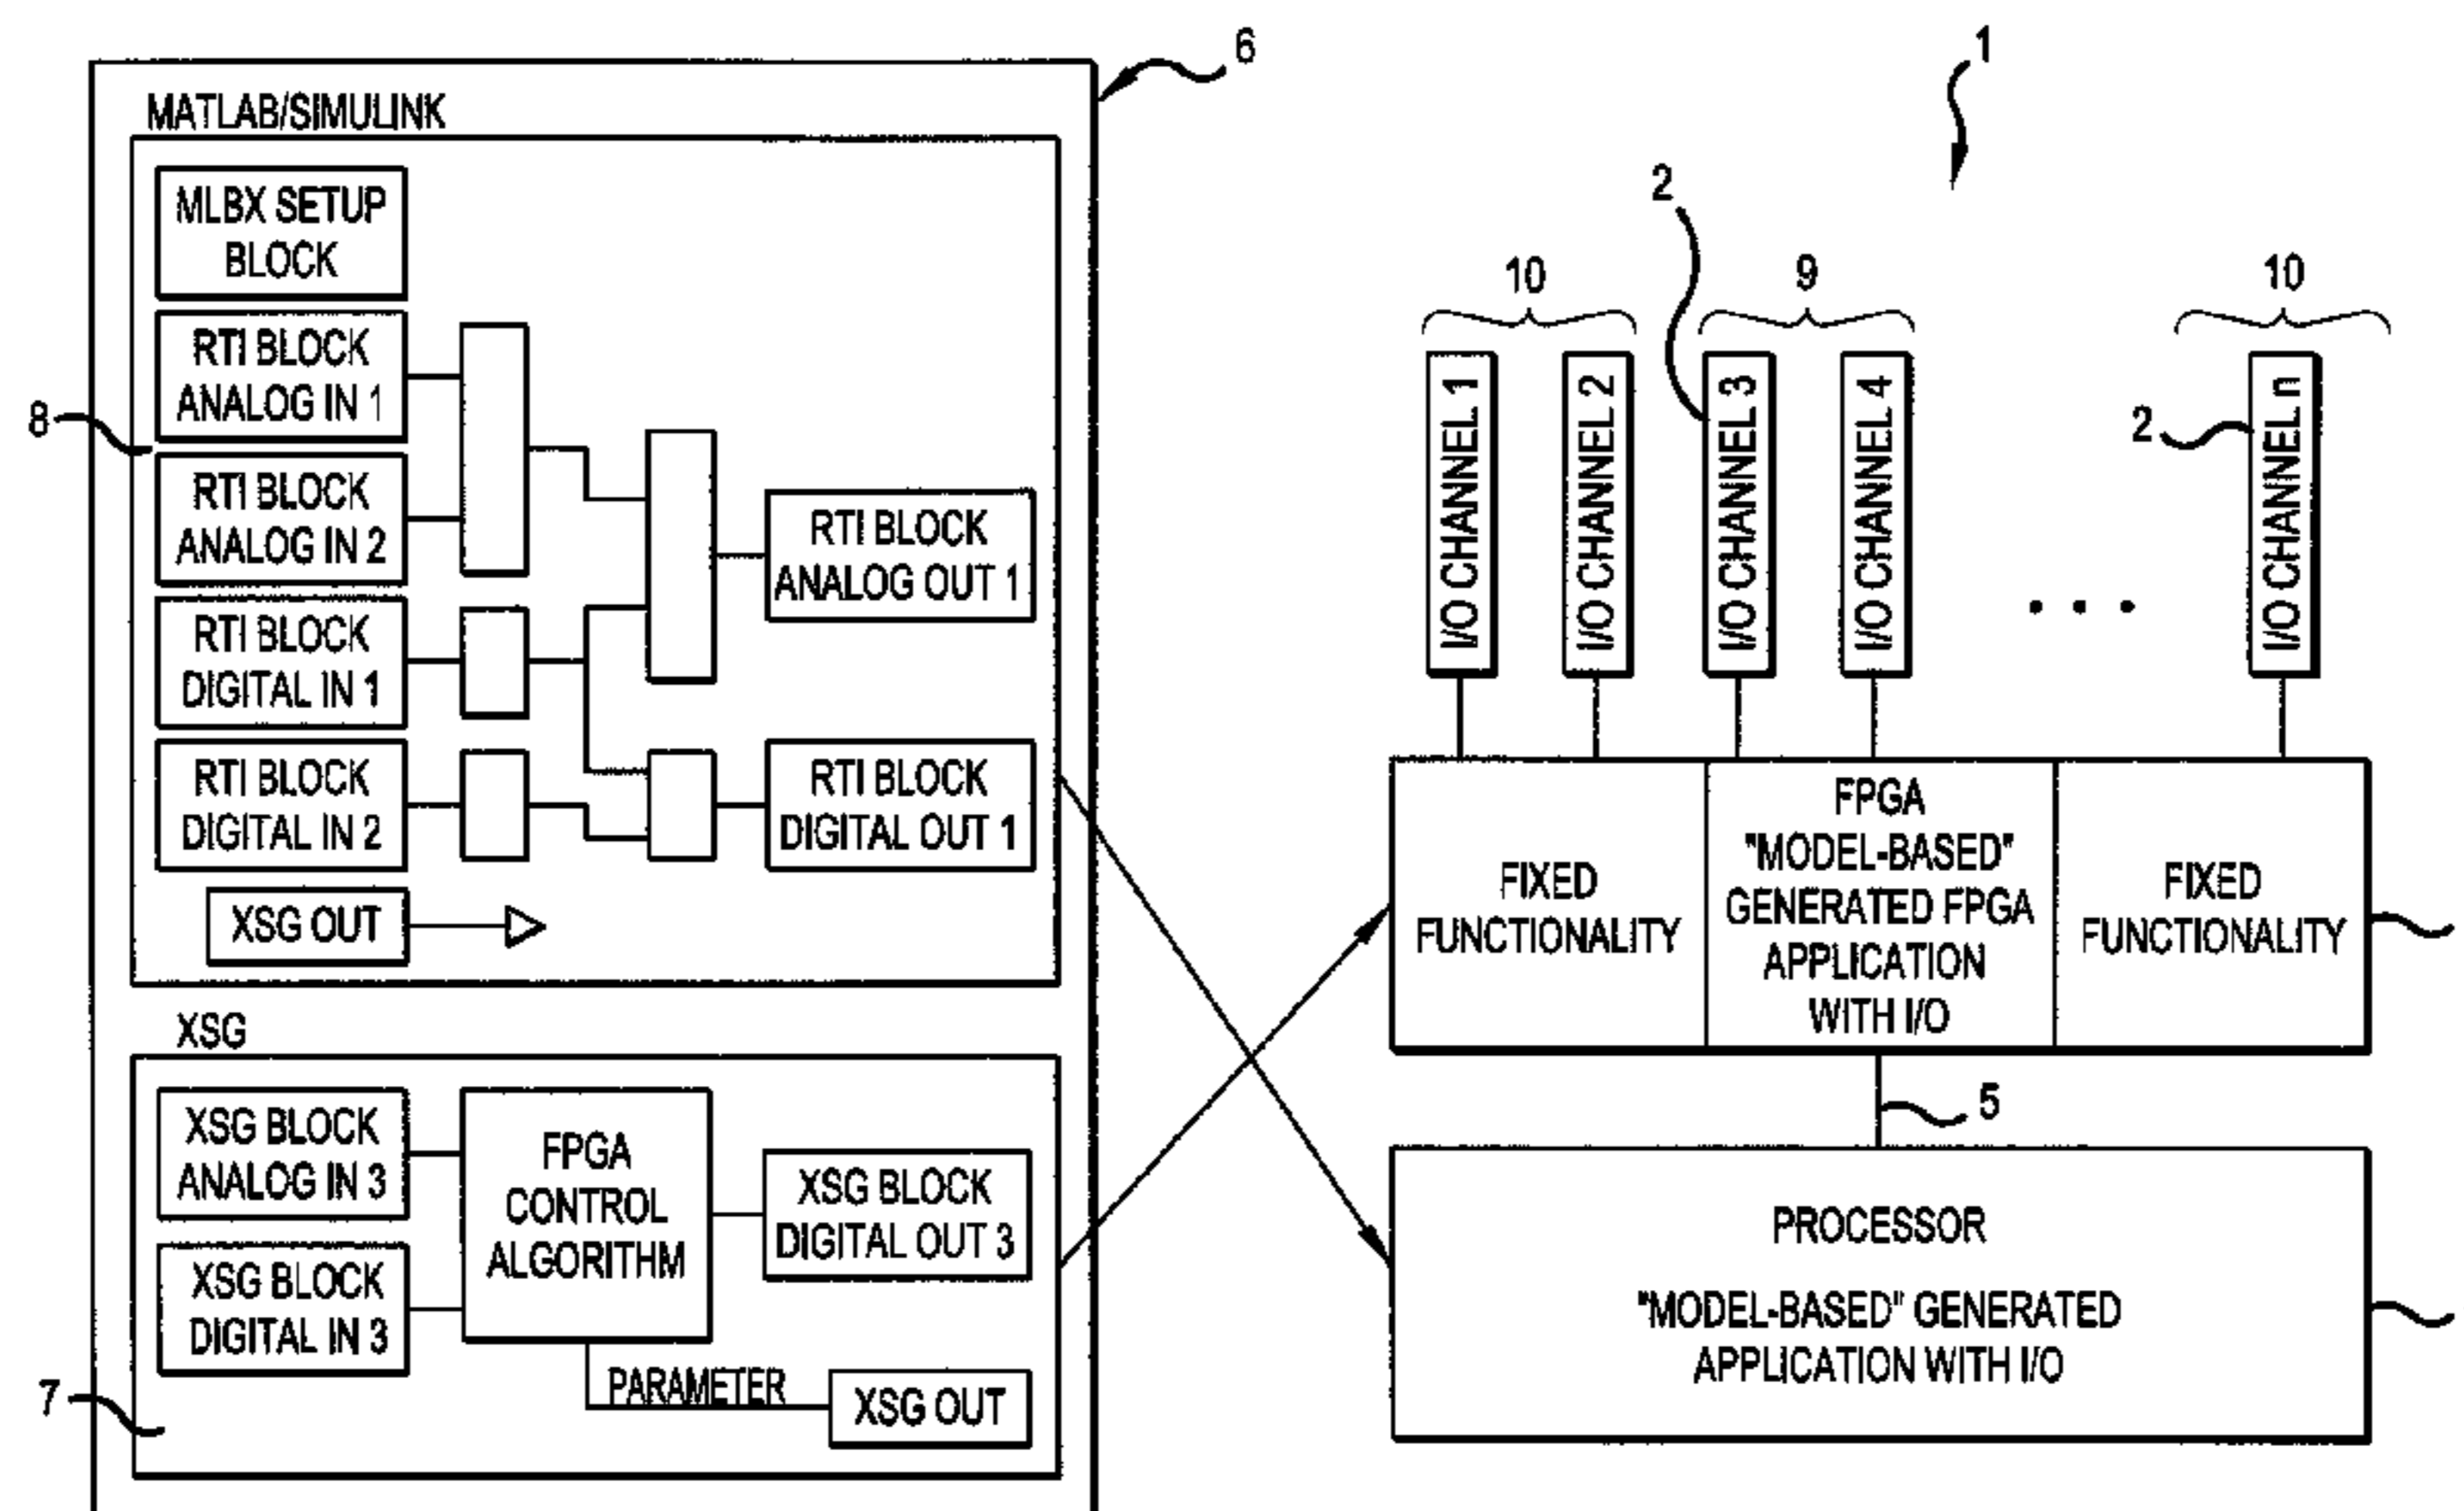 6
MATLAB/SIMULINK
MLBX SETUP
BLOCK
RTI BLOCK
ANALOG IN 1
8
RTI BLOCK
ANALOG IN 2
RTI BLOCK
DIGITAL IN 1
RTI BLOCK
DIGITAL IN 2
RTI BLOCK
ANALOG OUT 1
RTI BLOCK
DIGITAL OUT 1
XSG OUT
XSG
XSG BLOCK
ANALOG IN 3
XSG BLOCK
DIGITAL IN 3
FPGA
CONTROL
ALGORITHM
XSG BLOCK
DIGITAL OUT 3
PARAMETER
XSG OUT
7
1
2
10
9
10
2
I/O CHANNEL 1
I/O CHANNEL 2
I/O CHANNEL 3
I/O CHANNEL 4
. . .
I/O CHANNEL n
FIXED
FUNCTIONALITY
FPGA
"MODEL-BASED"
GENERATED FPGA
APPLICATION
WITH I/O
FIXED
FUNCTIONALITY
5
PROCESSOR
"MODEL-BASED" GENERATED
APPLICATION WITH I/O